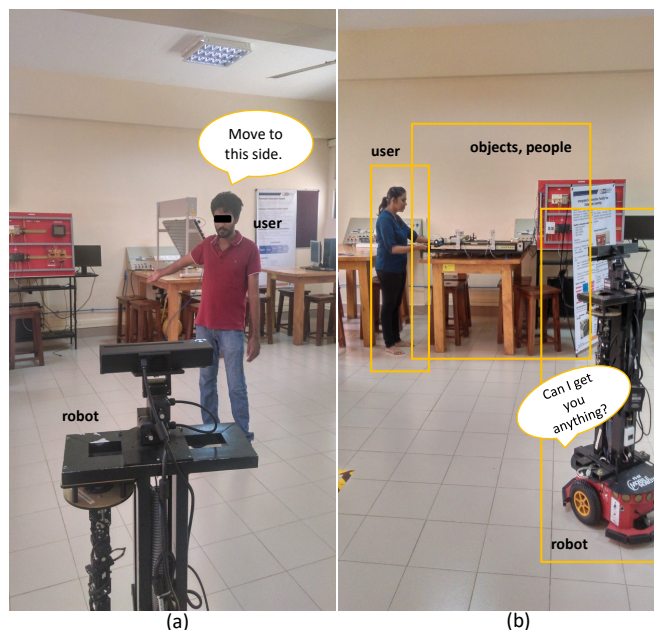 Move to
this side.
user
robot
(a)
user
objects, people
Can I get
you
anything?
robot
(b)